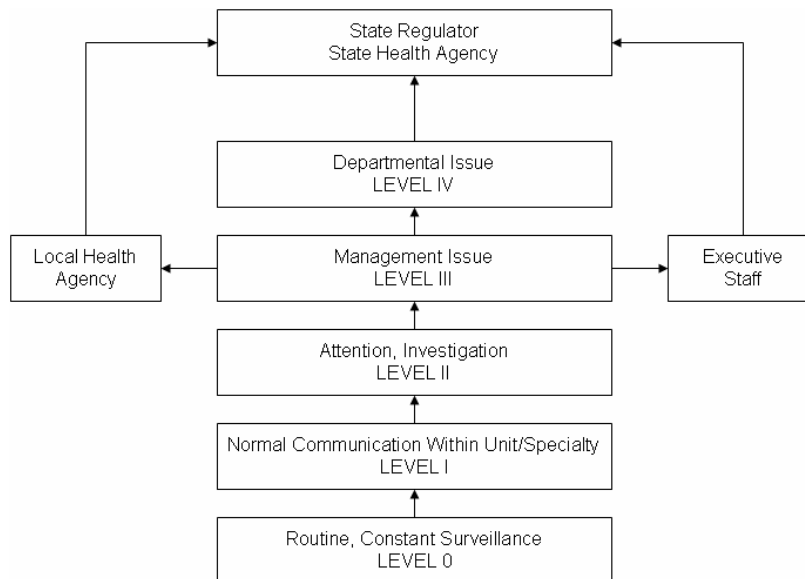 State Regulator
State Health Agency
Departmental Issue
LEVEL IV
Local Health
Agency
Management Issue
LEVEL III
Executive
Staff
Attention, Investigation
LEVEL II
Normal Communication Within Unit/Specialty
LEVEL I
Routine, Constant Surveillance
LEVEL 0